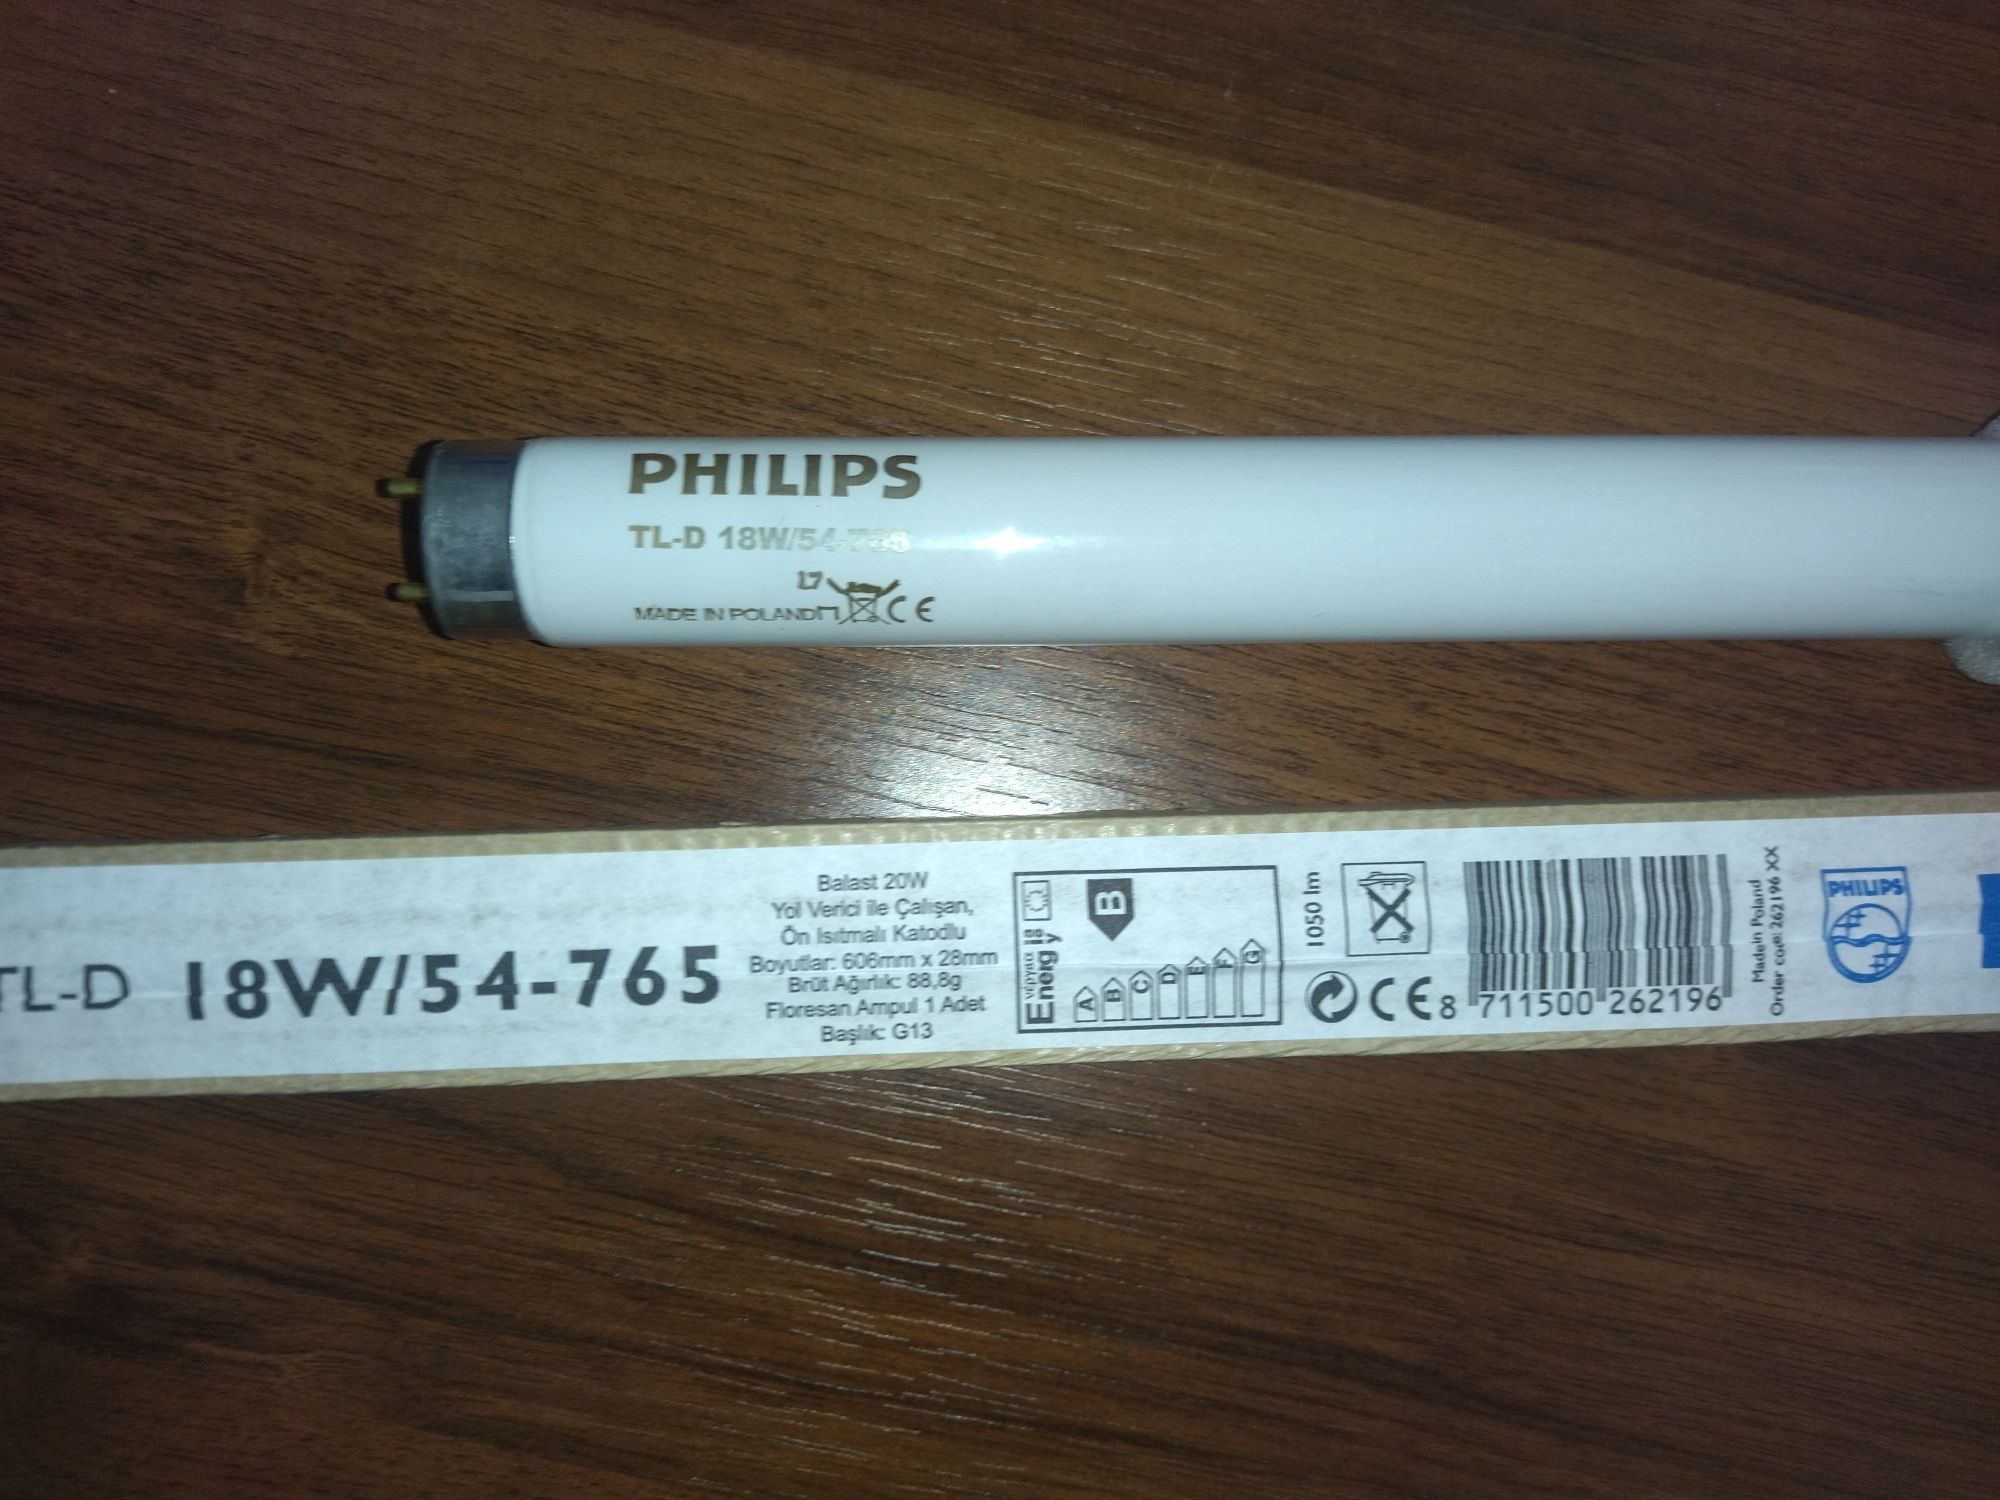 PHILIPS
TL-D 18W/54-765
L7
MADE IN POLAND CE
TL-D 18W/54-765
Balast 20W
Yol Verici ile Çalışan,
Ön Isıtmalı Katodlu
Boyutlar: 606mm x 28mm
Brüt Ağırlık: 88,8g
Floresan Ampul 1 Adet
Başlık: G13
Energy
B
A
B
C
D
E
F
G
1050 lm
CE
8 711500 262196
Made in Poland
Order code: 262196 XX
PHILIPS